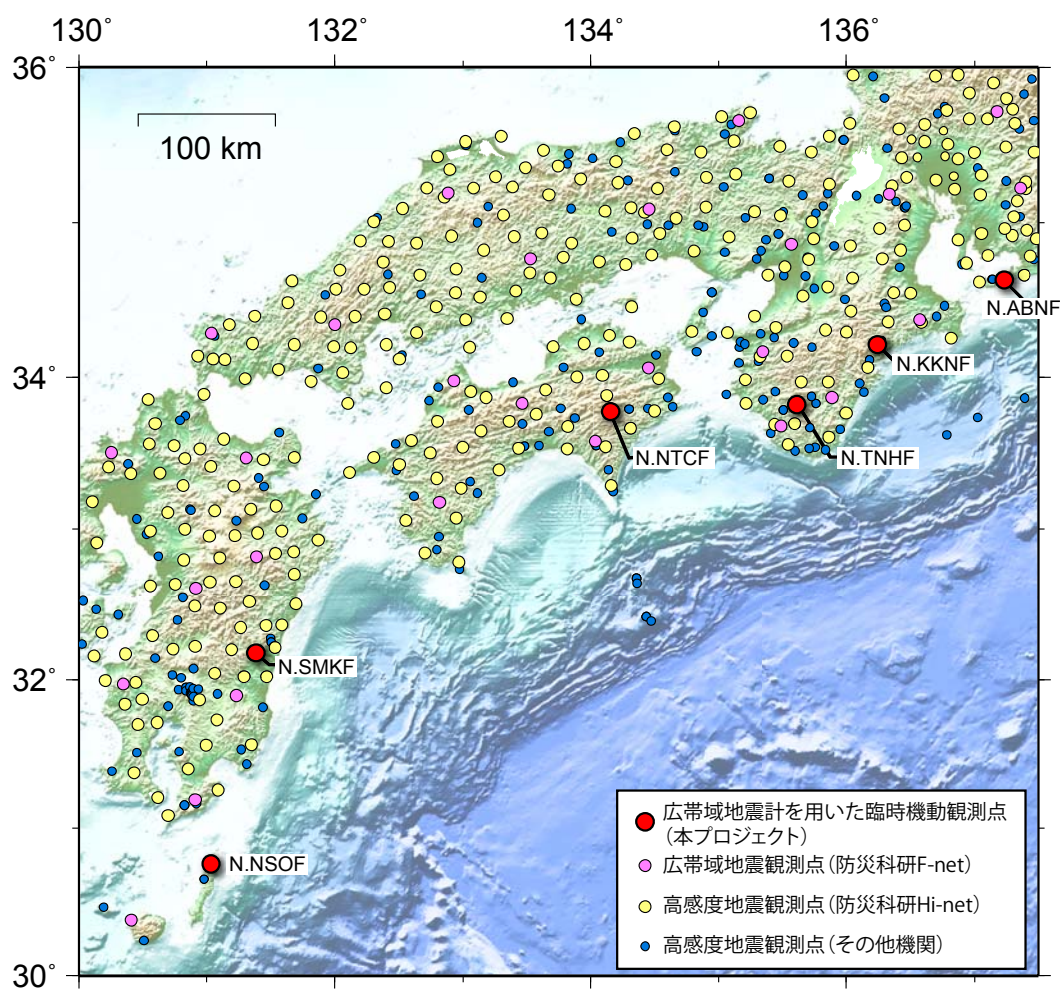 130˚ 132˚ 134˚ 136˚
36˚
100 km
N.ABNF
34˚
N.KKNF
N.NTCF
N.TNHF
32˚
N.SMKF
広帯域地震計を用いた臨時機動観測点
(本プロジェクト)
N.NSOF
広帯域地震観測点(防災科研F-net)
高感度地震観測点(防災科研Hi-net)
高感度地震観測点(その他機関)
30˚
130˚ 132˚ 134˚ 136˚